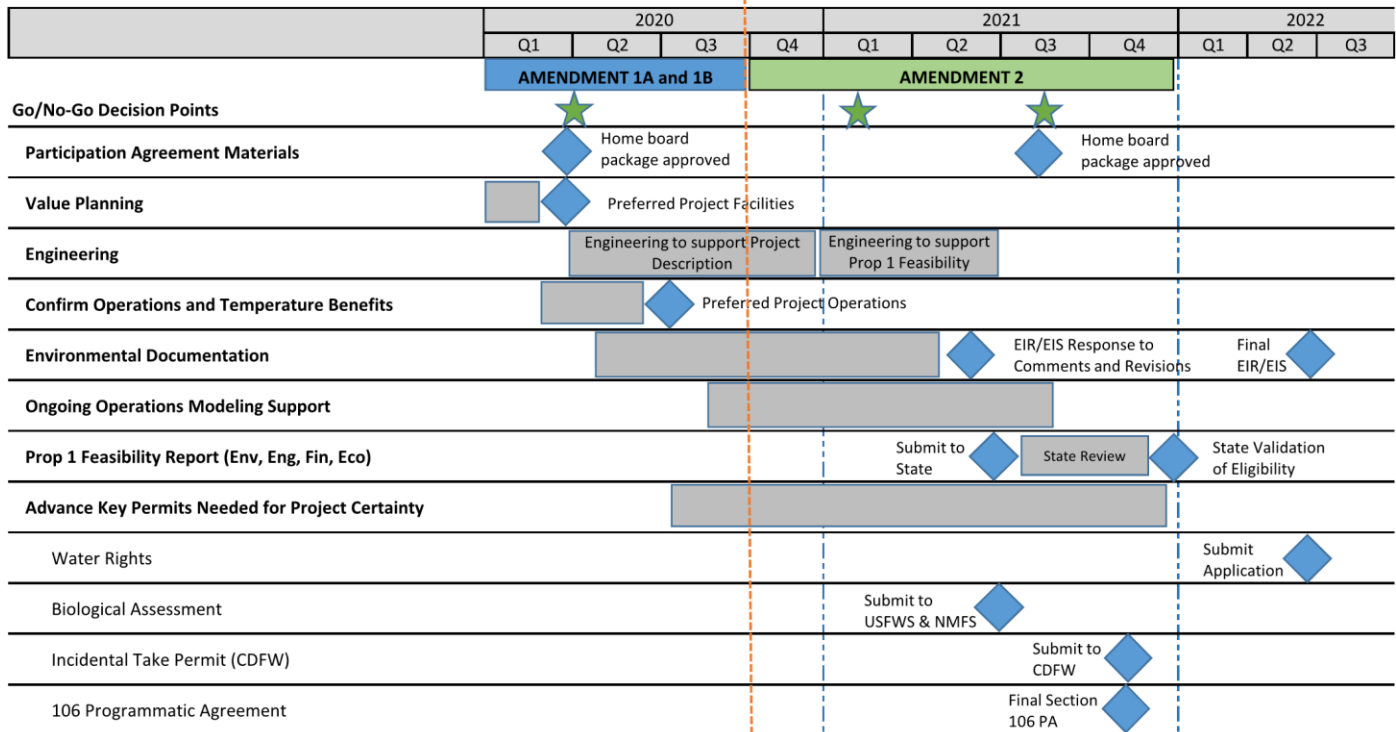 2020 2021 2022
Q1 Q2 Q3 Q4 Q1 Q2 Q3 Q4 Q1 Q2 Q3
AMENDMENT 1A and 1B AMENDMENT 2
Go/No-Go Decision Points
Participation Agreement Materials
Home board
package approved
Home board
package approved
Value Planning
Preferred Project Facilities
Engineering
Engineering to support Project
Description
Engineering to support
Prop 1 Feasibility
Confirm Operations and Temperature Benefits
Preferred Project Operations
Environmental Documentation
EIR/EIS Response to
Comments and Revisions
Final
EIR/EIS
Ongoing Operations Modeling Support
Prop 1 Feasibility Report (Env, Eng, Fin, Eco)
Submit to
State
State Review
State Validation
of Eligibility
Advance Key Permits Needed for Project Certainty
Water Rights
Submit
Application
Biological Assessment
Submit to
USFWS & NMFS
Incidental Take Permit (CDFW)
Submit to
CDFW
106 Programmatic Agreement
Final Section
106 PA